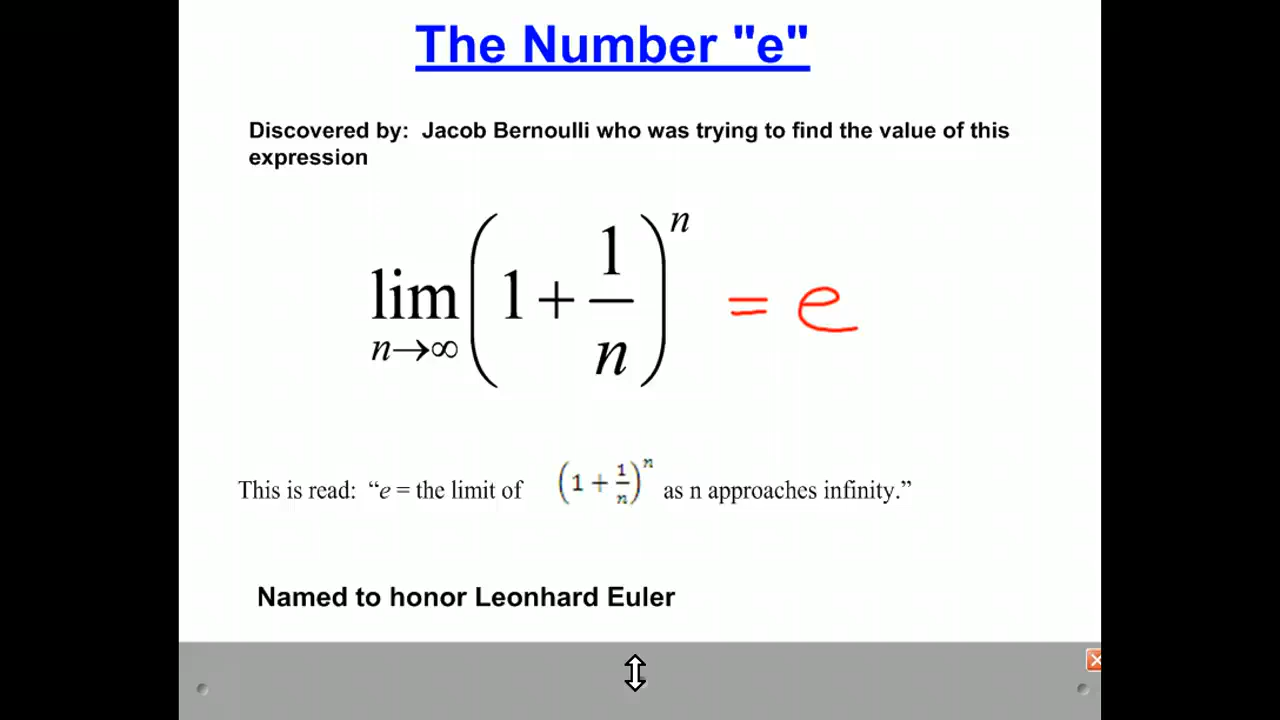 The Number "e"
Discovered by:  Jacob Bernoulli who was trying to find the value of this
expression
lim n→∞ (1 + 1/n)^n = e
This is read:  “e = the limit of (1 + 1/n)^n as n approaches infinity.”
Named to honor Leonhard Euler